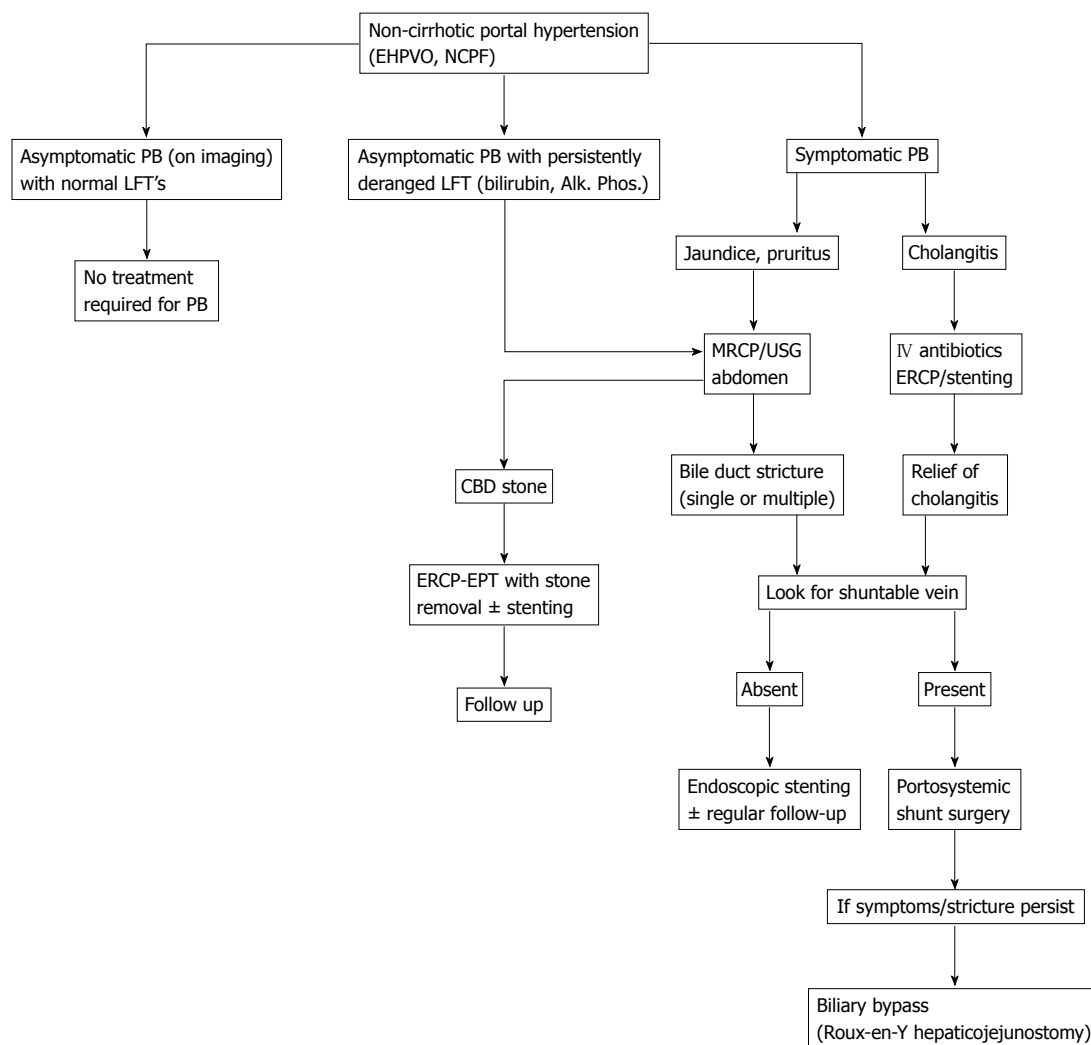 Non-cirrhotic portal hypertension
(EHPVO, NCPF)
Asymptomatic PB (on imaging)
with normal LFT's
Asymptomatic PB with persistently
deranged LFT (bilirubin, Alk. Phos.)
Symptomatic PB
No treatment
required for PB
Jaundice, pruritus
Cholangitis
MRCP/USG
abdomen
Ⅳ antibiotics
ERCP/stenting
CBD stone
Bile duct stricture
(single or multiple)
Relief of
cholangitis
ERCP-EPT with stone
removal ± stenting
Look for shuntable vein
Follow up
Absent
Present
Endoscopic stenting
± regular follow-up
Portosystemic
shunt surgery
If symptoms/stricture persist
Biliary bypass
(Roux-en-Y hepaticojejunostomy)